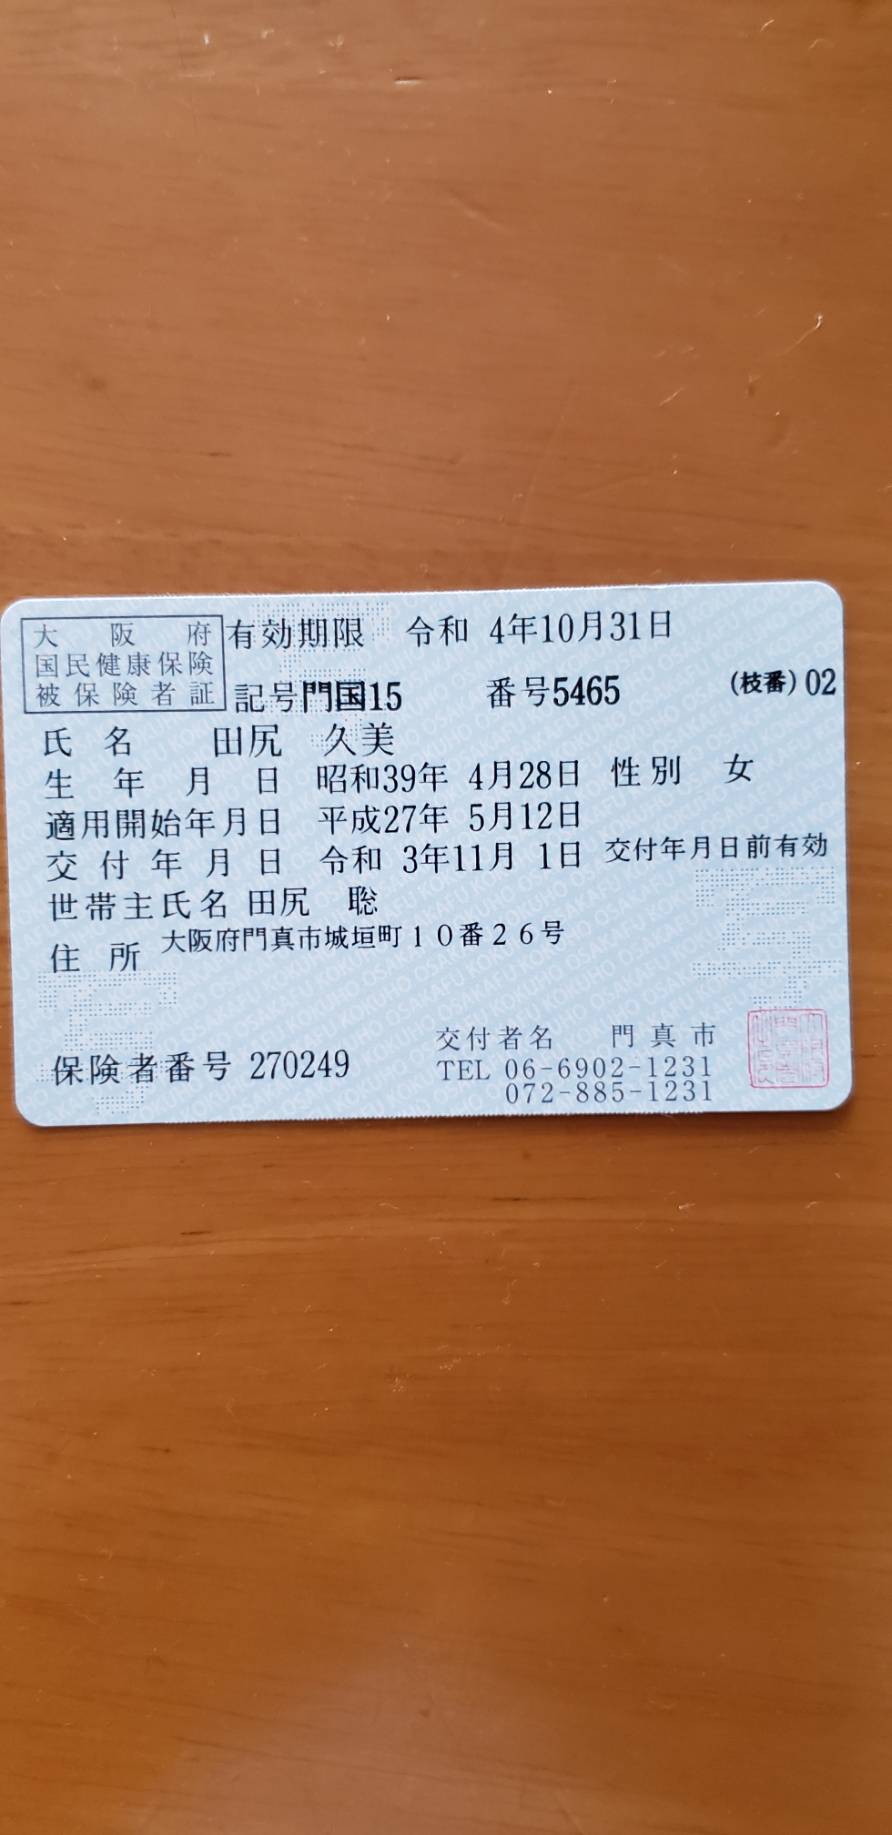 大阪府
国民健康保険
被保険者証
有効期限 令和 4年10月31日
記号門国15 番号5465 (枝番)02
氏名 田尻 久美
生年月日 昭和39年 4月28日 性別 女
適用開始年月日 平成27年 5月12日
交付年月日 令和 3年11月 1日 交付年月日前有効
世帯主氏名 田尻 聡
住所 大阪府門真市城垣町10番26号
保険者番号 270249
交付者名 門真市
TEL 06-6902-1231
072-885-1231